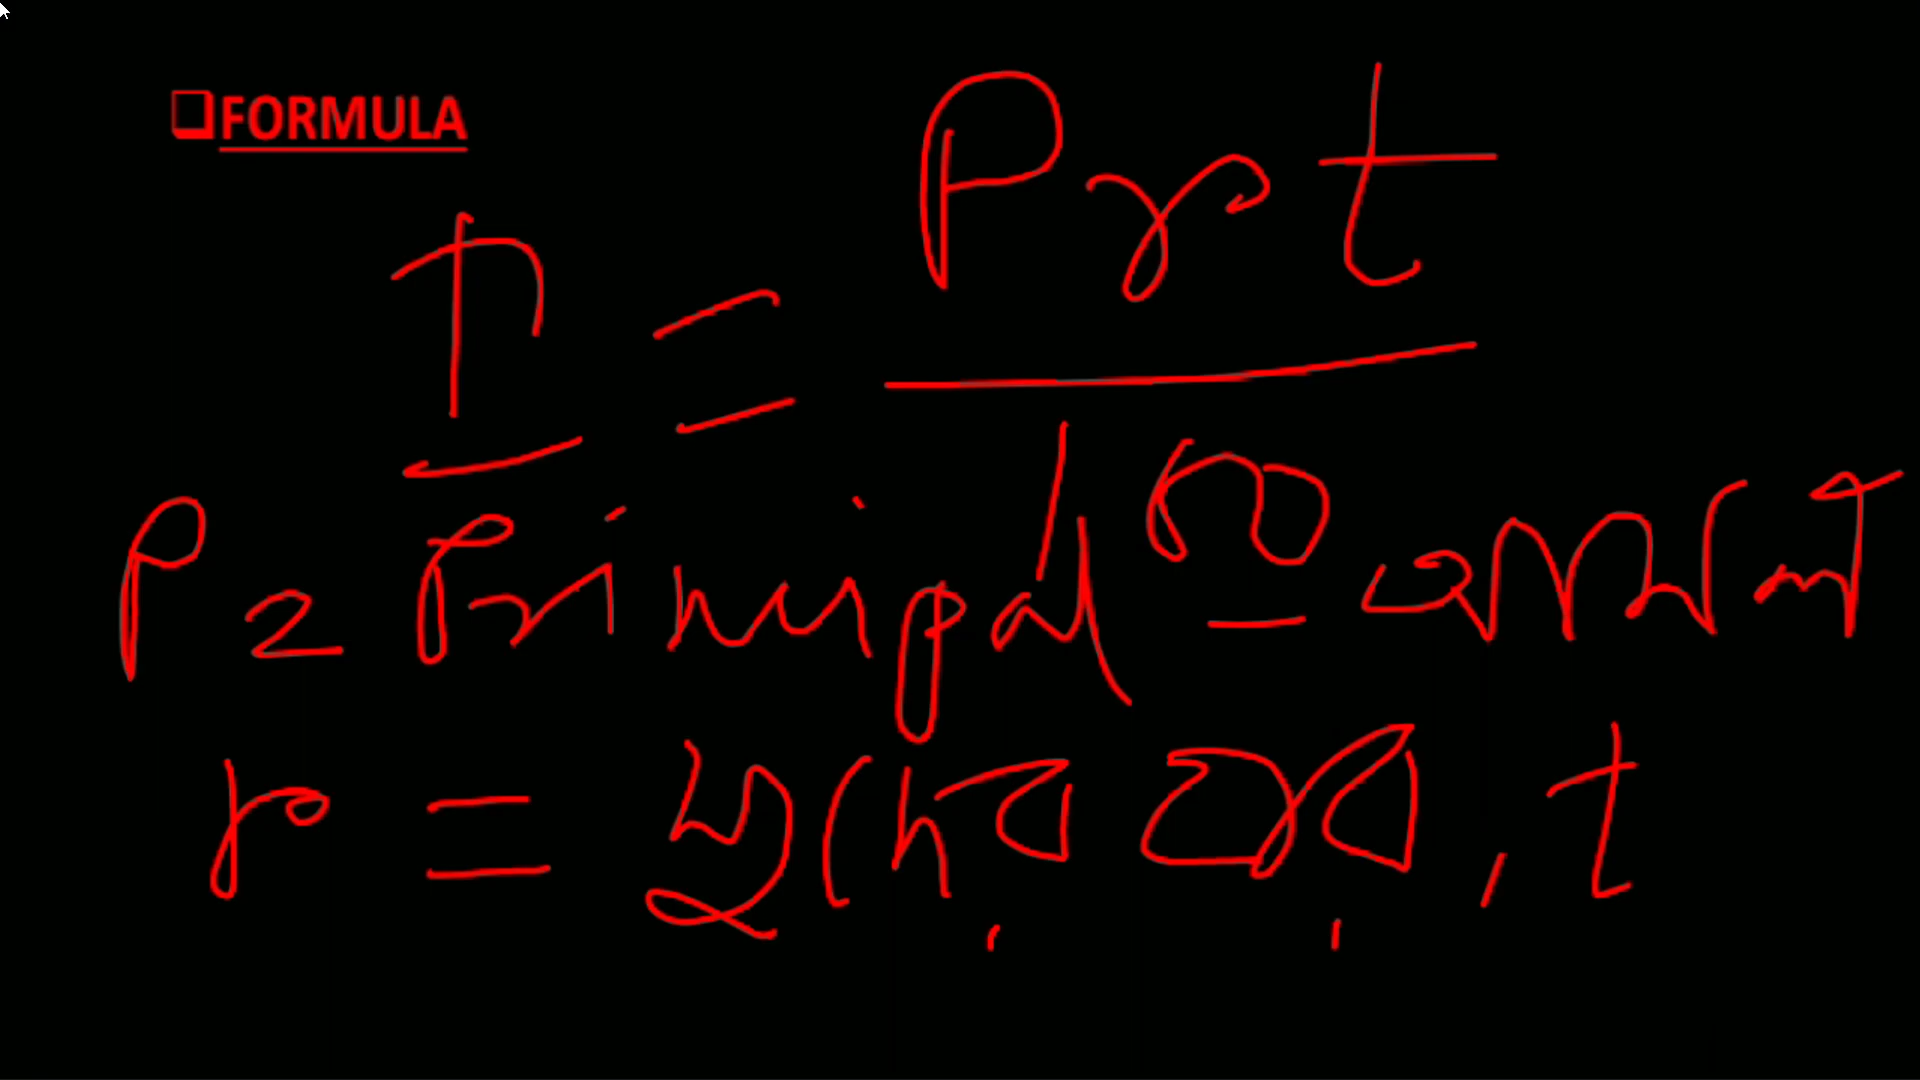 FORMULA
I = Prt
100
P = Principal -
r = সুদের হার, t